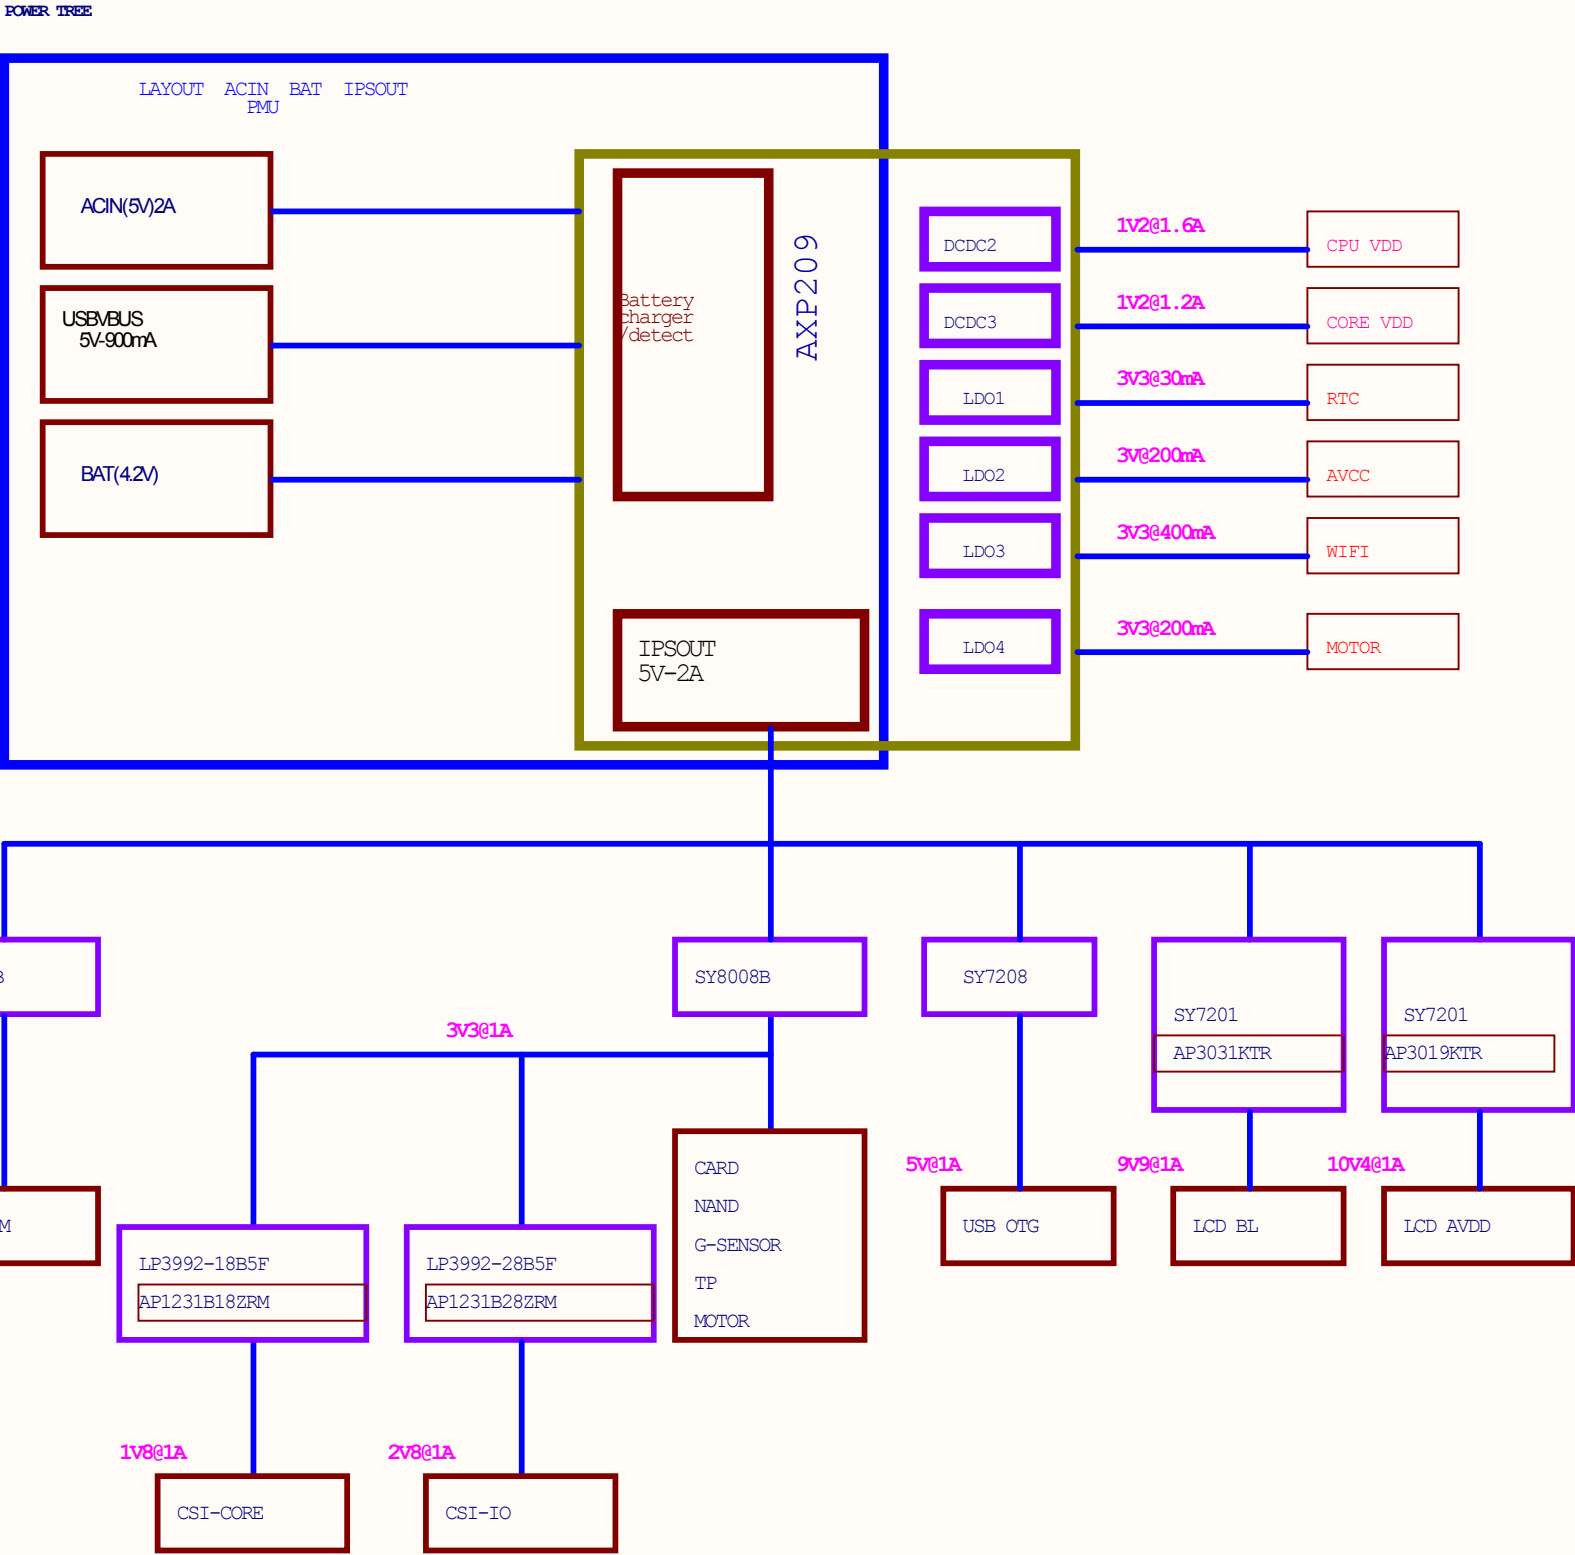 POWER TREE
LAYOUT ACIN BAT IPSOUT
PMU
ACIN(5V)2A
USBVBUS
5V-900mA
BAT(4.2V)
Battery
charger
/detect
AXP209
IPSOUT
5V-2A
DCDC2
1V2@1.6A
CPU VDD
DCDC3
1V2@1.2A
CORE VDD
LDO1
3V3@30mA
RTC
LDO2
3V@200mA
AVCC
LDO3
3V3@400mA
WIFI
LDO4
3V3@200mA
MOTOR
B
SY8008B
SY7208
SY7201
AP3031KTR
SY7201
AP3019KTR
3V3@1A
M
LP3992-18B5F
AP1231B18ZRM
LP3992-28B5F
AP1231B28ZRM
CARD
NAND
G-SENSOR
TP
MOTOR
5V@1A
USB OTG
9V9@1A
LCD BL
10V4@1A
LCD AVDD
1V8@1A
CSI-CORE
2V8@1A
CSI-IO